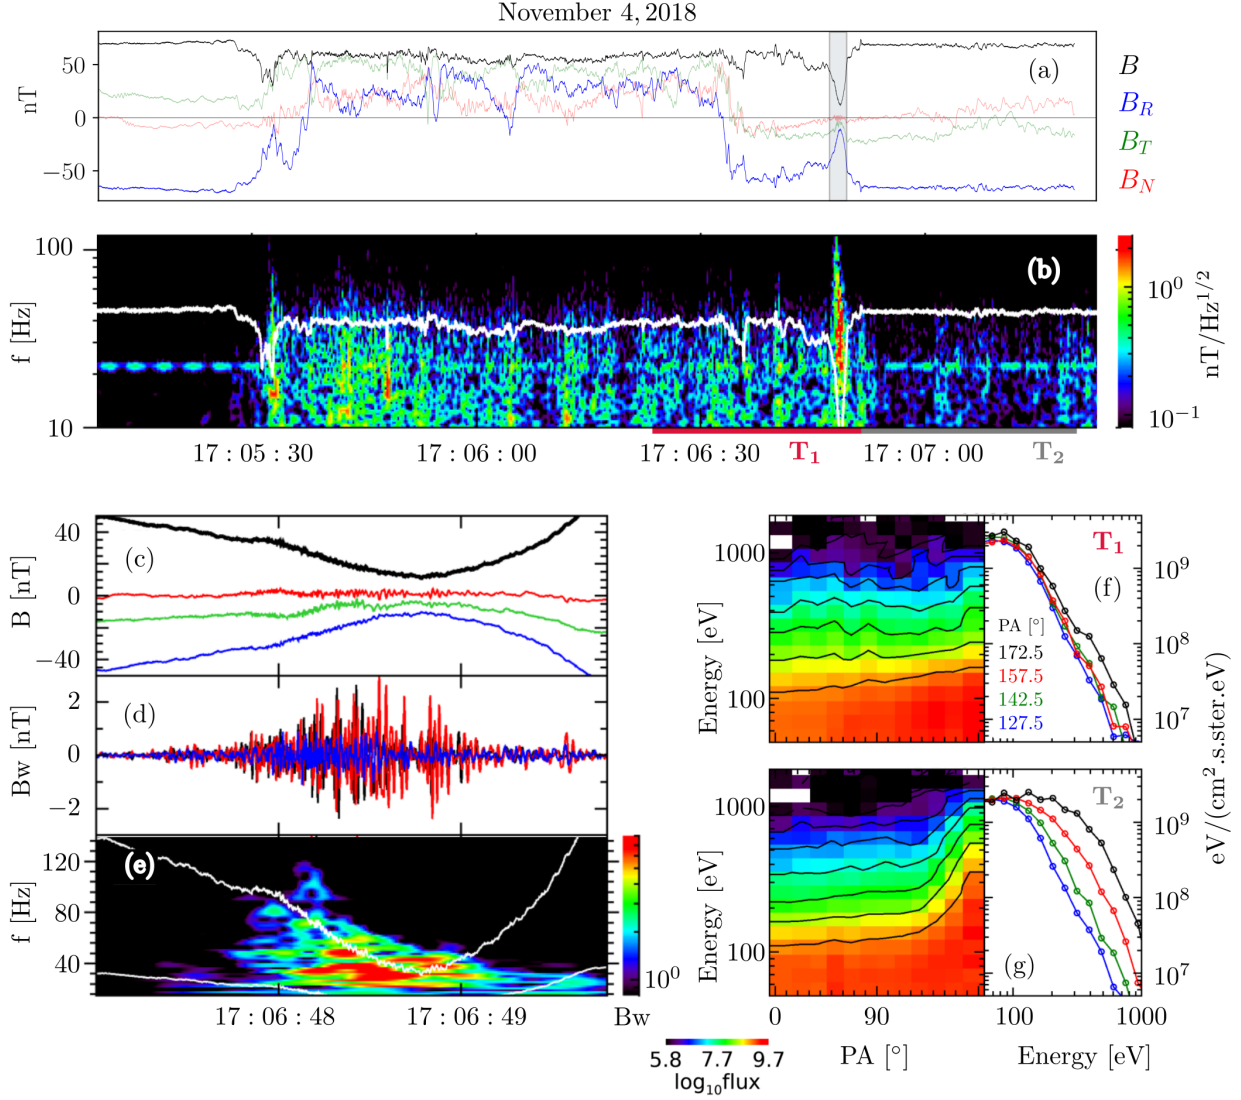 November 4, 2018
50
0
−50
nT
(a)
B
B_R
B_T
B_N
100
10
f [Hz]
(b)
10^0
10^{-1}
nT/Hz^{1/2}
17 : 05 : 30
17 : 06 : 00
17 : 06 : 30
T_1
17 : 07 : 00
T_2
40
0
−40
B [nT]
(c)
2
0
−2
Bw [nT]
(d)
120
80
40
f [Hz]
(e)
10^0
17 : 06 : 48
17 : 06 : 49
Bw
1000
100
Energy [eV]
T_1
(f)
PA [°]
172.5
157.5
142.5
127.5
10^9
10^8
10^7
1000
100
Energy [eV]
T_2
(g)
10^9
10^8
10^7
eV/(cm^2.s.ster.eV)
0
90
100
1000
PA [°]
Energy [eV]
5.8
7.7
9.7
log_{10}flux